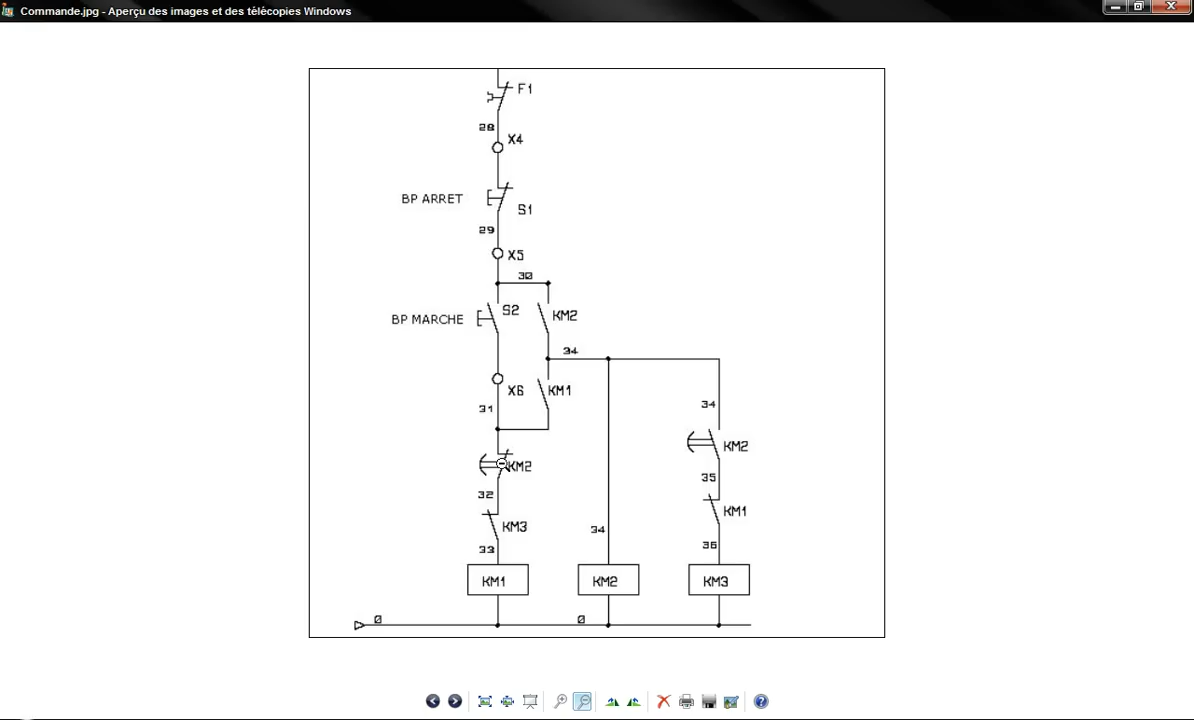 Commande.jpg - Aperçu des images et des télécopies Windows
F1
28
X4
BP ARRET
S1
29
X5
30
S2
KM2
BP MARCHE
34
X6
KM1
31
34
KM2
KM2
35
32
KM1
KM3
34
36
33
KM1
KM2
KM3
0
0